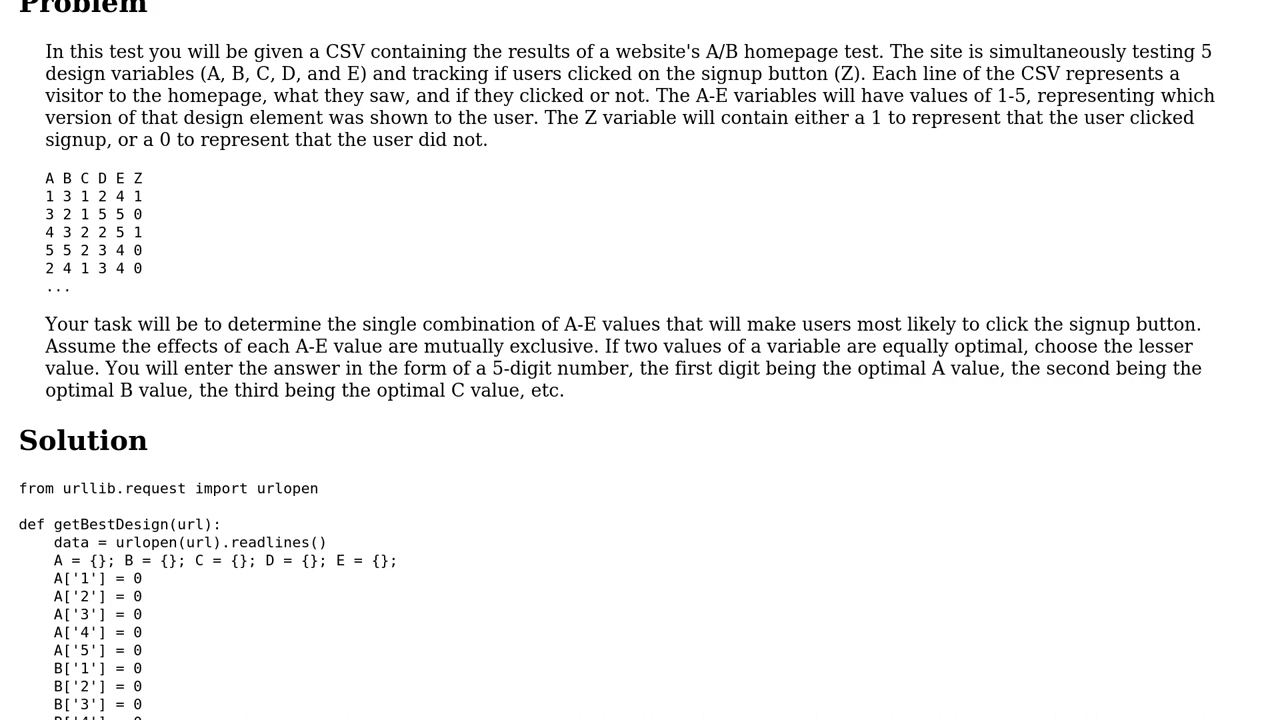 Problem
In this test you will be given a CSV containing the results of a website's A/B homepage test. The site is simultaneously testing 5
design variables (A, B, C, D, and E) and tracking if users clicked on the signup button (Z). Each line of the CSV represents a
visitor to the homepage, what they saw, and if they clicked or not. The A-E variables will have values of 1-5, representing which
version of that design element was shown to the user. The Z variable will contain either a 1 to represent that the user clicked
signup, or a 0 to represent that the user did not.
A B C D E Z
1 3 1 2 4 1
3 2 1 5 5 0
4 3 2 2 5 1
5 5 2 3 4 0
2 4 1 3 4 0
...
Your task will be to determine the single combination of A-E values that will make users most likely to click the signup button.
Assume the effects of each A-E value are mutually exclusive. If two values of a variable are equally optimal, choose the lesser
value. You will enter the answer in the form of a 5-digit number, the first digit being the optimal A value, the second being the
optimal B value, the third being the optimal C value, etc.
Solution
from urllib.request import urlopen
def getBestDesign(url):
    data = urlopen(url).readlines()
    A = {}; B = {}; C = {}; D = {}; E = {};
    A['1'] = 0
    A['2'] = 0
    A['3'] = 0
    A['4'] = 0
    A['5'] = 0
    B['1'] = 0
    B['2'] = 0
    B['3'] = 0
    B['4'] = 0